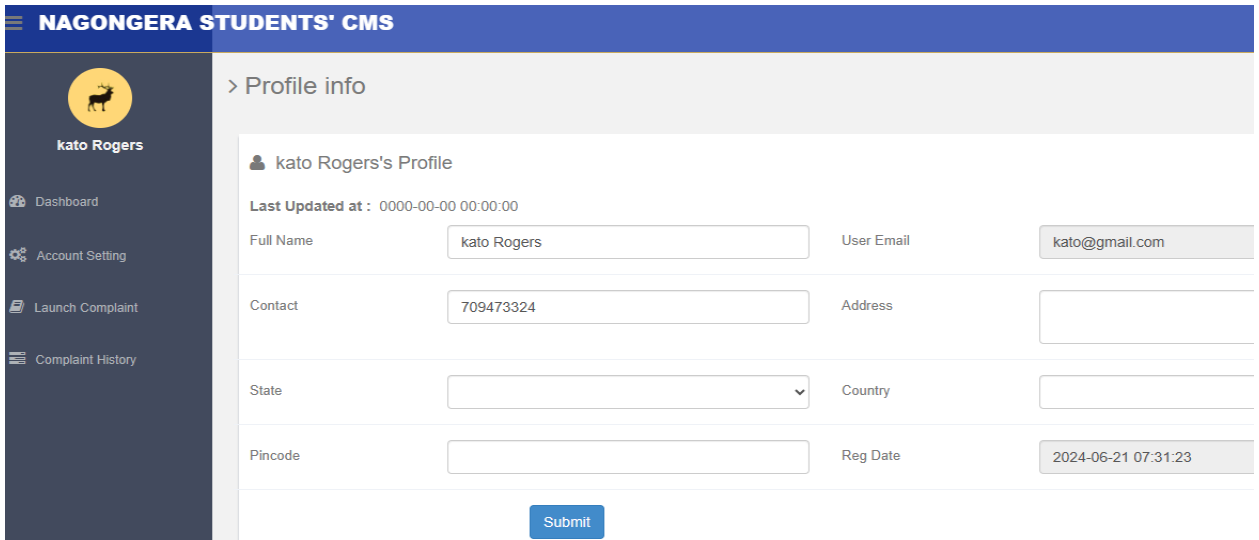 NAGONGERA STUDENTS' CMS
kato Rogers
Dashboard
Account Setting
Launch Complaint
Complaint History
> Profile info
kato Rogers's Profile
Last Updated at : 0000-00-00 00:00:00
Full Name kato Rogers User Email kato@gmail.com
Contact 709473324 Address
State Country
Pincode Reg Date 2024-06-21 07:31:23
Submit